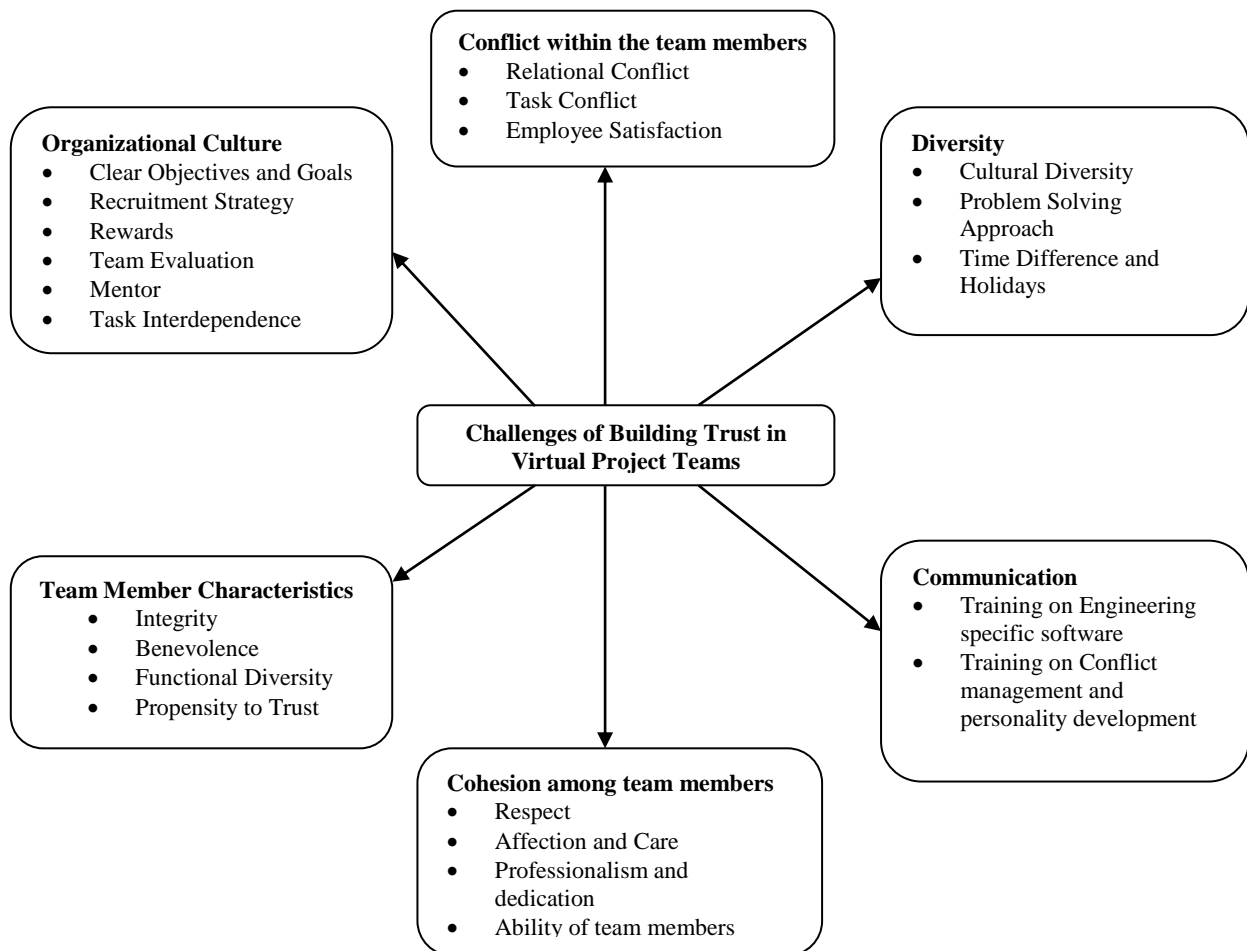 Conflict within the team members
• Relational Conflict
• Task Conflict
• Employee Satisfaction
Organizational Culture
• Clear Objectives and Goals
• Recruitment Strategy
• Rewards
• Team Evaluation
• Mentor
• Task Interdependence
Diversity
• Cultural Diversity
• Problem Solving
Approach
• Time Difference and
Holidays
Challenges of Building Trust in
Virtual Project Teams
Team Member Characteristics
• Integrity
• Benevolence
• Functional Diversity
• Propensity to Trust
Communication
• Training on Engineering
specific software
• Training on Conflict
management and
personality development
Cohesion among team members
• Respect
• Affection and Care
• Professionalism and
dedication
• Ability of team members